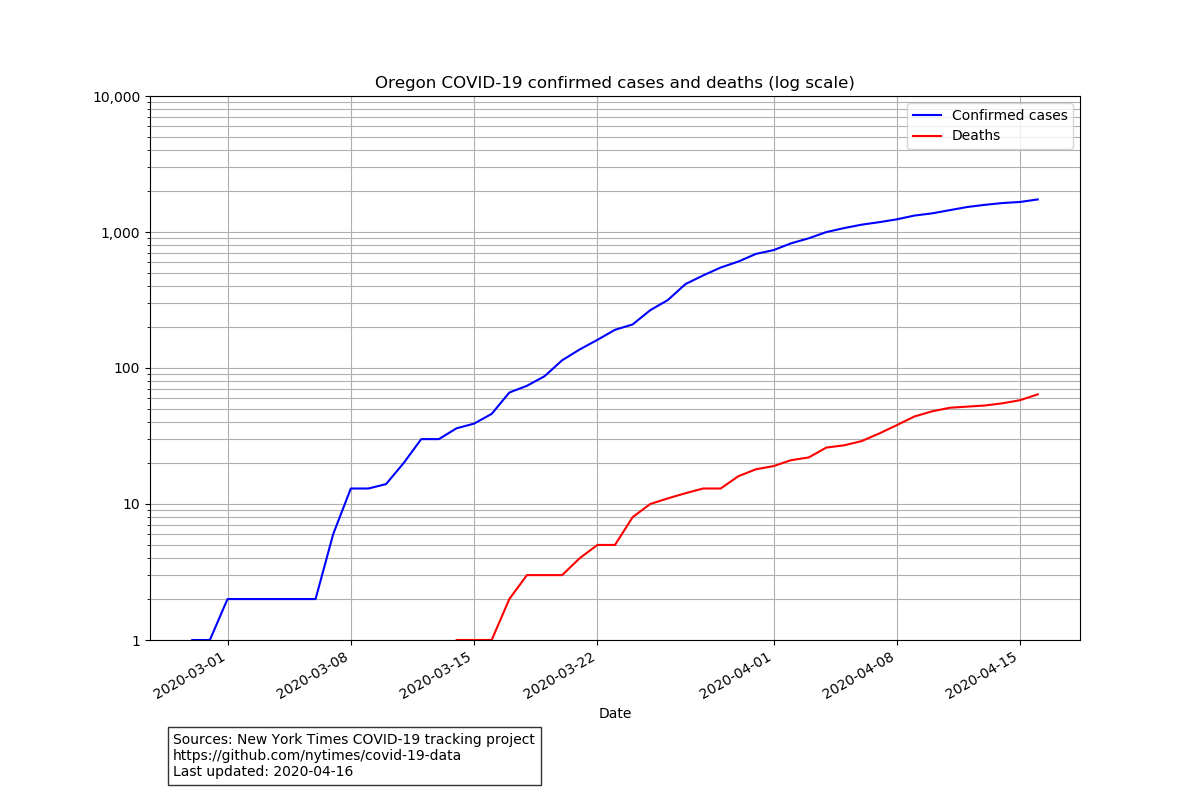 Oregon COVID-19 confirmed cases and deaths (log scale)
10,000
1,000
100
10
1
Confirmed cases
Deaths
2020-03-01
2020-03-08
2020-03-15
2020-03-22
2020-04-01
2020-04-08
2020-04-15
Date
Sources: New York Times COVID-19 tracking project
https://github.com/nytimes/covid-19-data
Last updated: 2020-04-16